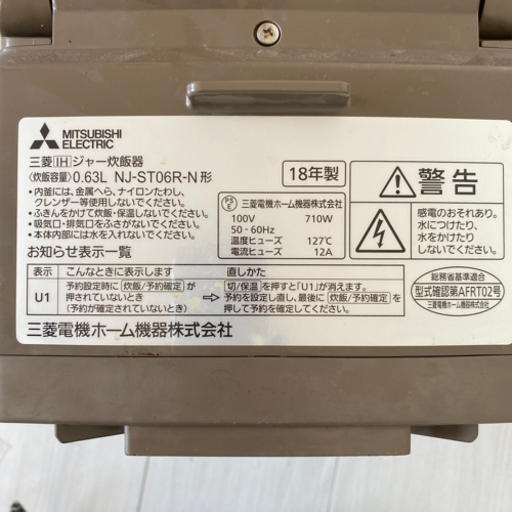 MITSUBISHI
ELECTRIC
三菱IHジャー炊飯器
〈炊飯容量〉0.63L NJ-ST06R-N形
18年製
・内釜には、金属へら、ナイロンたわし、
クレンザー等使用しないでください。
・ふきんをかけて炊飯・保温しないでください。
・吸気口・排気口をふさがないでください。
・本体内部には水を入れないでください。
PS
E
三菱電機ホーム機器株式会社
100V 710W
50-60Hz
温度ヒューズ 127℃
電流ヒューズ 12A
警告
感電のおそれあり。
水につけたり、
水をかけたり
しないでください。
お知らせ表示一覧
表示 こんなときに表示します 直しかた
U1
予約設定時に 炊飯/予約確定 が
押されていないとき
(予約が確定されていないとき)
切/保温 を押すと「U1」が消えます。
予約を設定し直し、最後に 炊飯/予約確定 を
押して予約を確定してください。
総務省基準適合
型式確認第AFRT02号
三菱電機ホーム機器株式会社
三菱電機ホーム機器株式会社